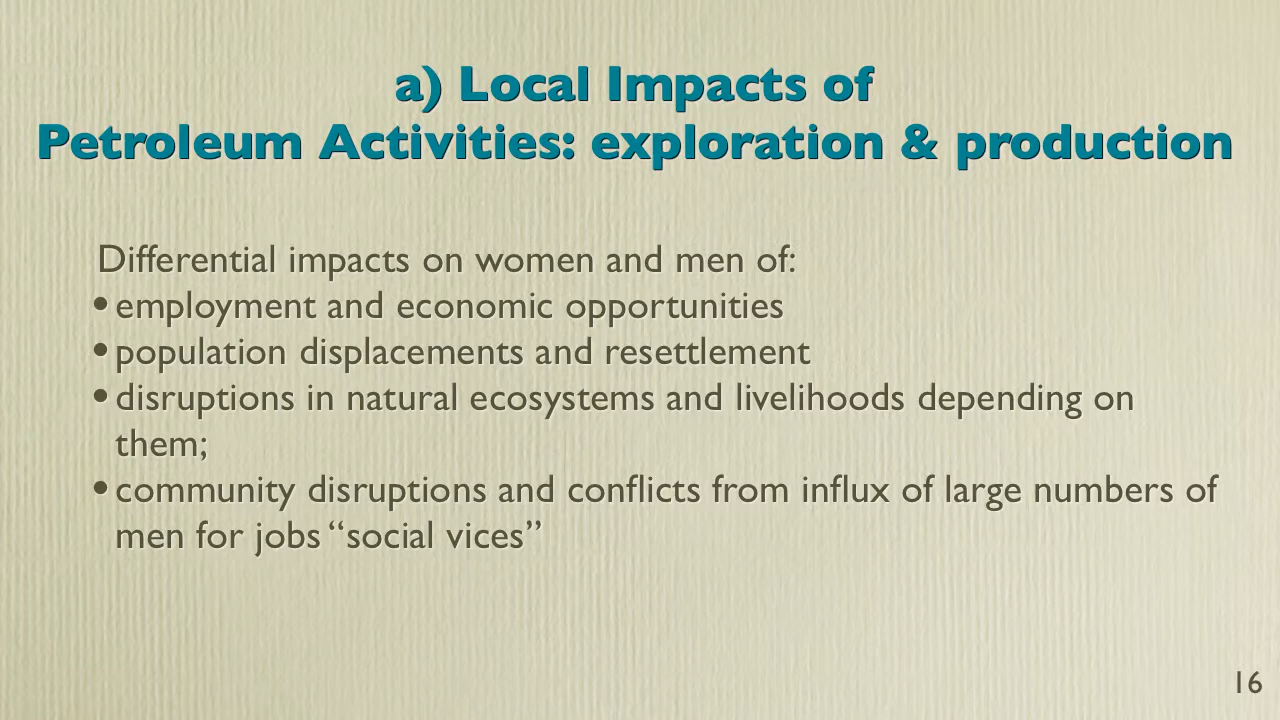 a) Local Impacts of
Petroleum Activities: exploration & production
Differential impacts on women and men of:
• employment and economic opportunities
• population displacements and resettlement
• disruptions in natural ecosystems and livelihoods depending on
them;
• community disruptions and conflicts from influx of large numbers of
men for jobs “social vices”
16